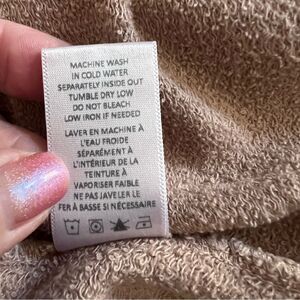 MACHINE WASH
IN COLD WATER
SEPARATELY INSIDE OUT
TUMBLE DRY LOW
DO NOT BLEACH
LOW IRON IF NEEDED
LAVER EN MACHINE À
L'EAU FROIDE
SÉPARÉMENT À
L'INTÉRIEUR DE LA
TEINTURE À
VAPORISER FAIBLE
NE PAS JAVELER LE
FER À BASSE SI NÉCESSAIRE